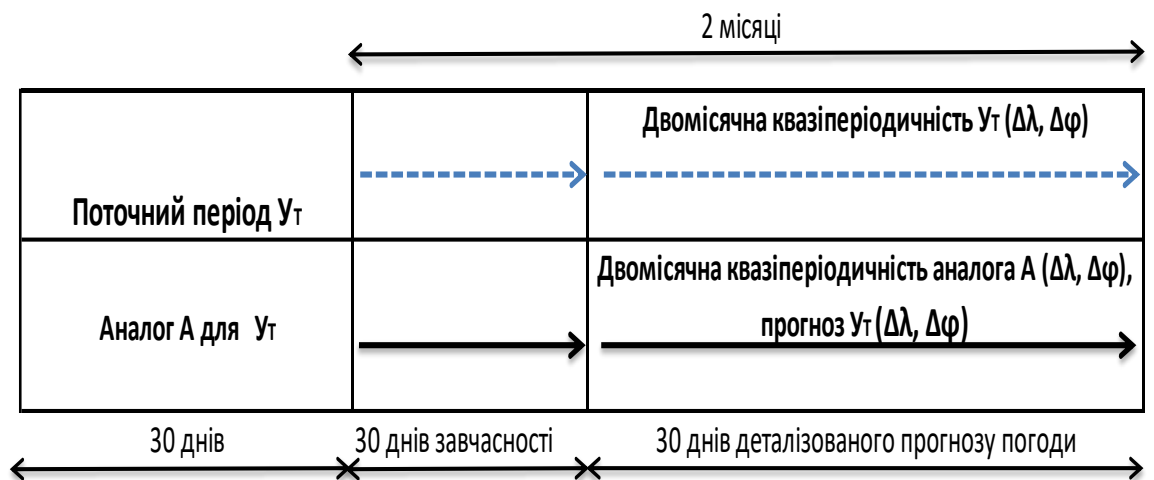 2 місяці
Двомісячна квазіперіодичність Ут (Δλ, Δφ)
Поточний період Ут
Двомісячна квазіперіодичність аналога А (Δλ, Δφ),
прогноз Ут (Δλ, Δφ)
Аналог А для Ут
30 днів
30 днів завчасності
30 днів деталізованого прогнозу погоди